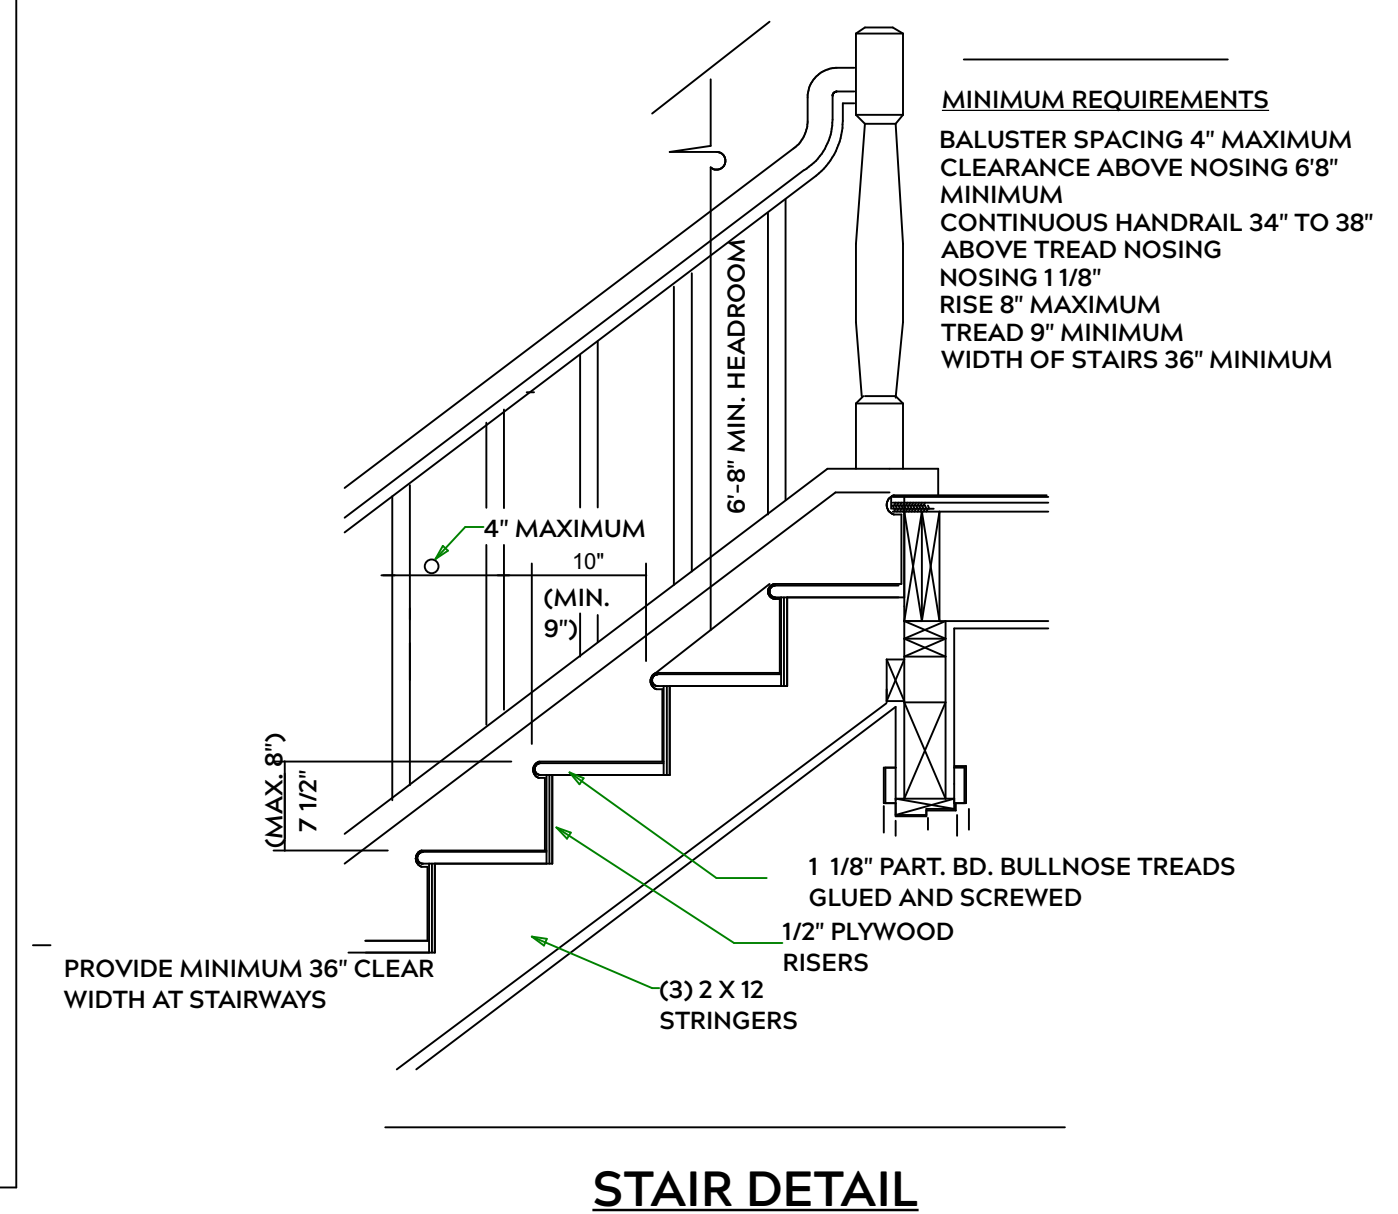 MINIMUM REQUIREMENTS
BALUSTER SPACING 4" MAXIMUM
CLEARANCE ABOVE NOSING 6'8"
MINIMUM
CONTINUOUS HANDRAIL 34" TO 38"
ABOVE TREAD NOSING
NOSING 1 1/8"
RISE 8" MAXIMUM
TREAD 9" MINIMUM
WIDTH OF STAIRS 36" MINIMUM
6'-8" MIN. HEADROOM
4" MAXIMUM
10"
(MIN.
9")
(MAX. 8")
7 1/2"
1 1/8" PART. BD. BULLNOSE TREADS
GLUED AND SCREWED
1/2" PLYWOOD
RISERS
PROVIDE MINIMUM 36" CLEAR
WIDTH AT STAIRWAYS
(3) 2 X 12
STRINGERS
STAIR DETAIL